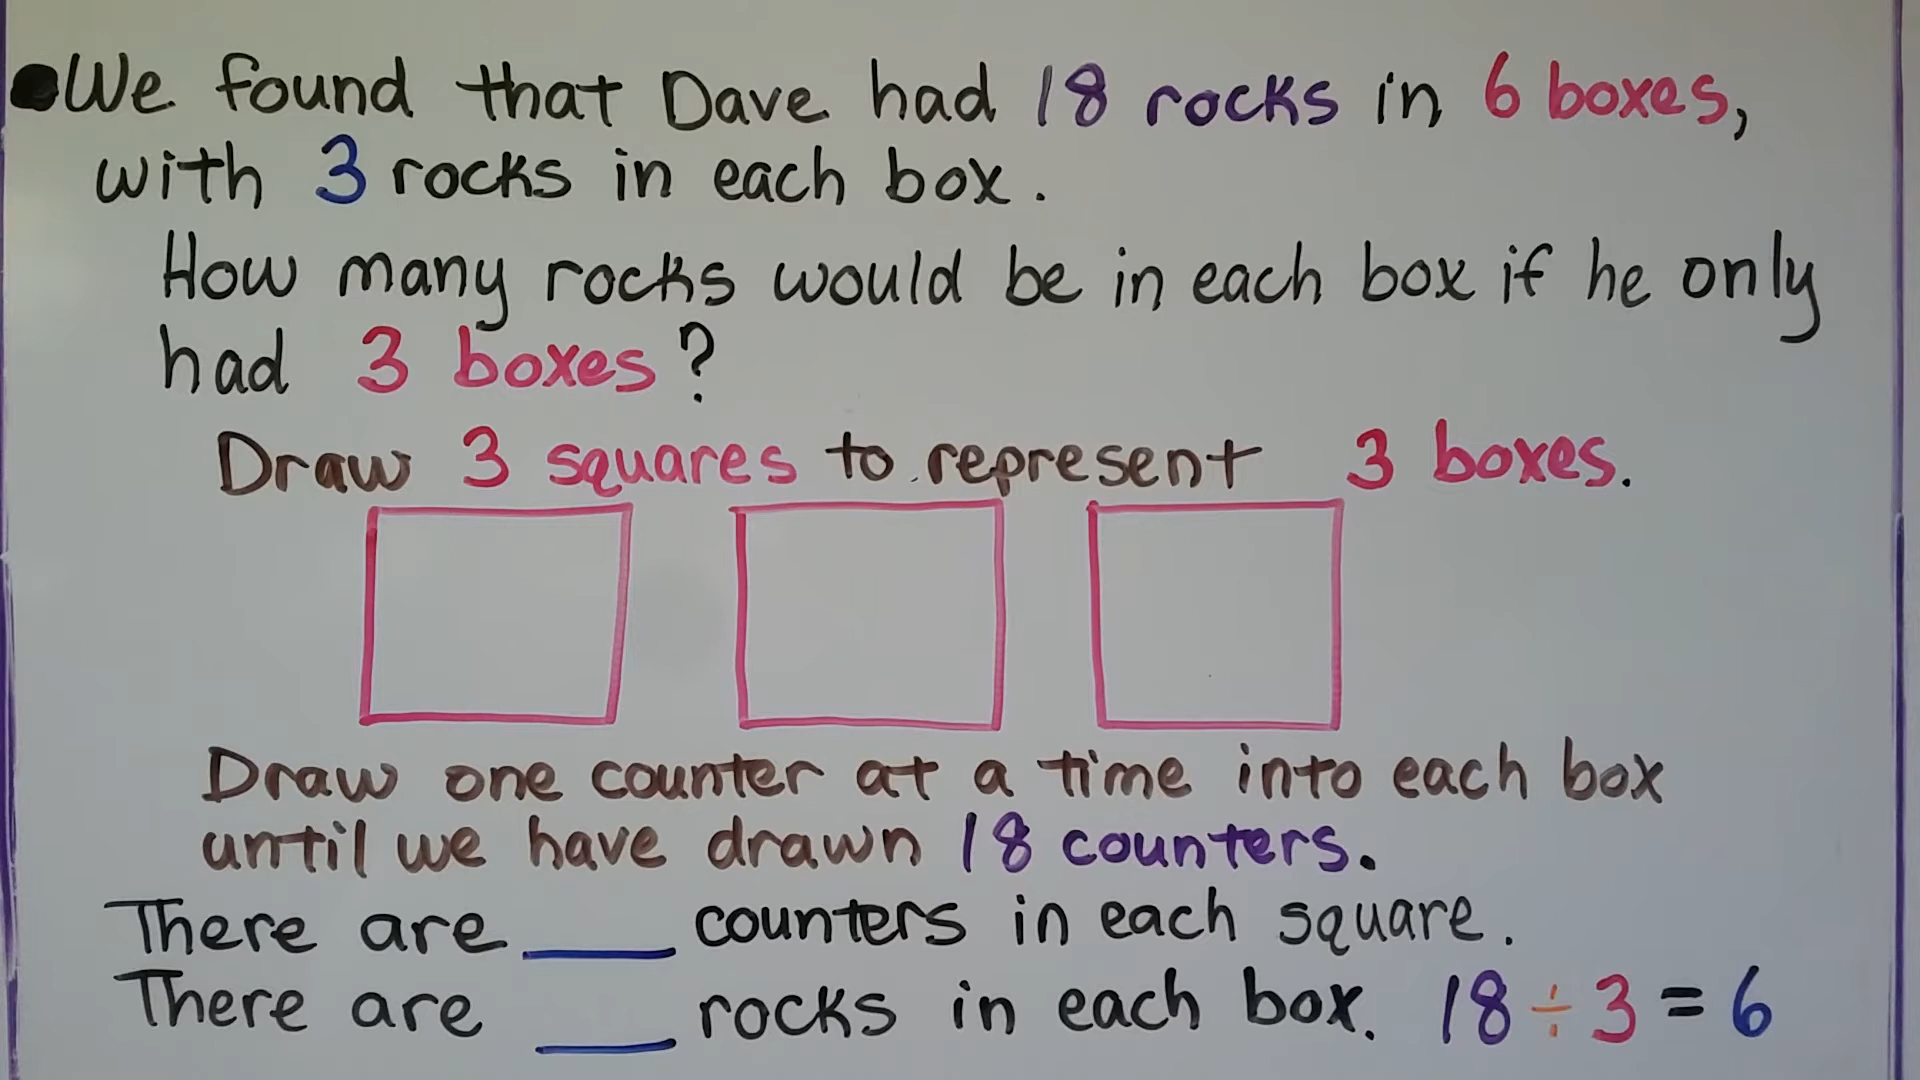 We found that Dave had 18 rocks in 6 boxes,
with 3 rocks in each box.
How many rocks would be in each box if he only
had 3 boxes?
Draw 3 squares to represent 3 boxes.
Draw one counter at a time into each box
until we have drawn 18 counters.
There are ___ counters in each square.
There are ___ rocks in each box. 18 ÷ 3 = 6